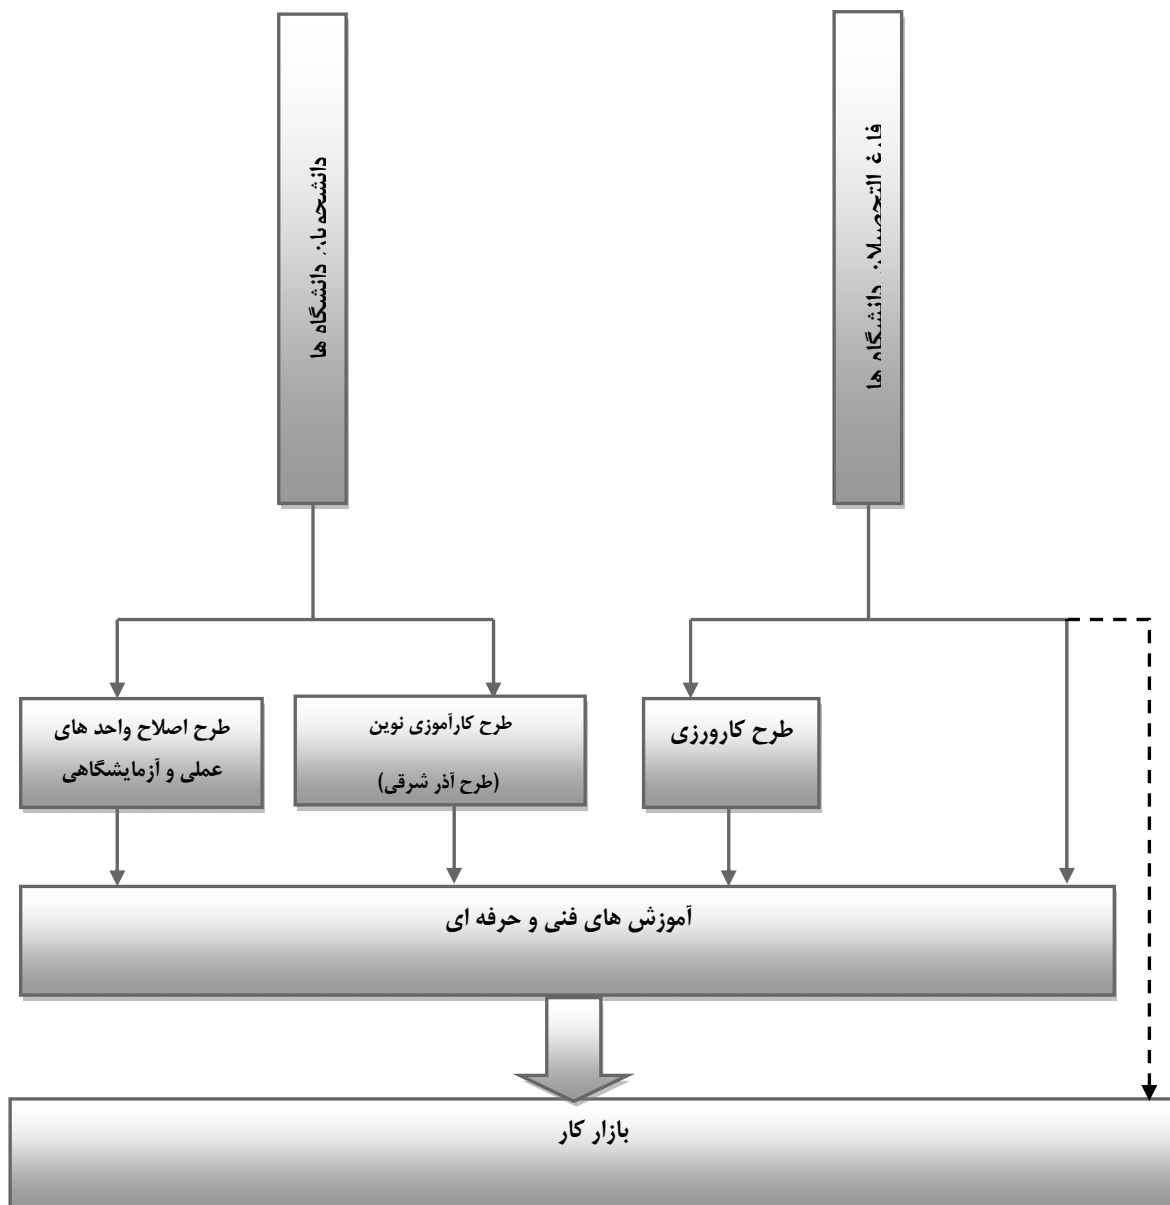 فارغ التحصیلان دانشگاه ها
دانشجویان دانشگاه ها
طرح کارورزی
طرح کارآموزی نوین
(طرح آذر شرقی)
طرح اصلاح واحد های
عملی و آزمایشگاهی
آموزش های فنی و حرفه ای
بازار کار